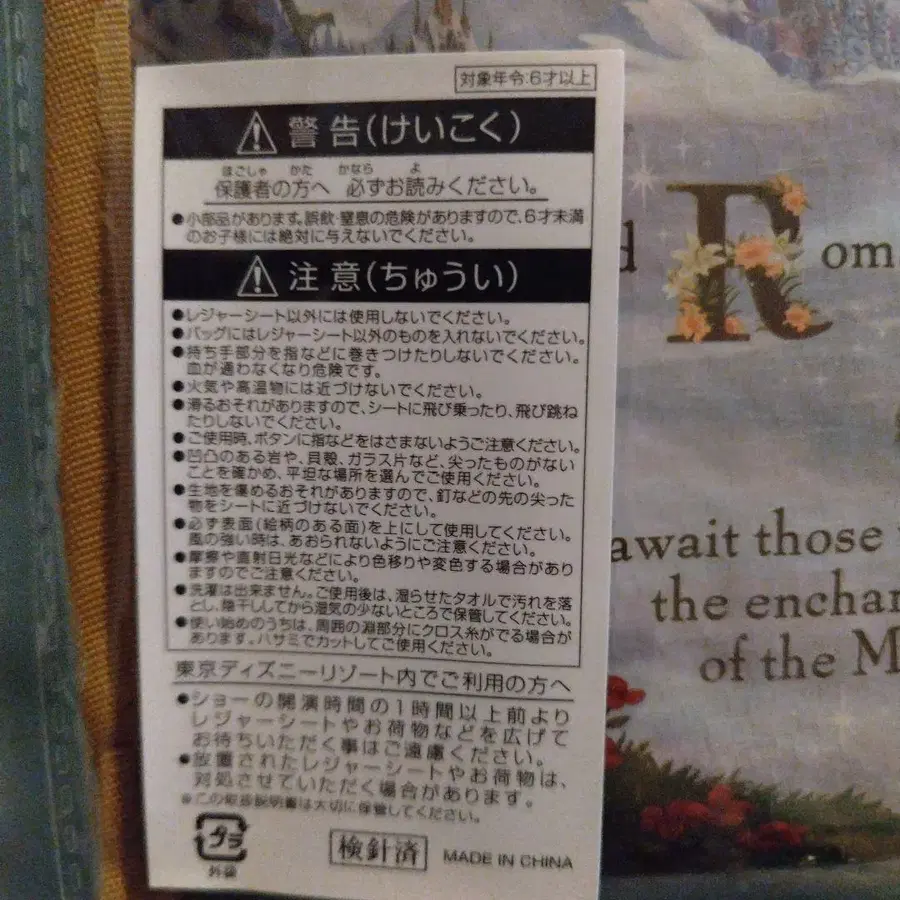 対象年令:6才以上
警告(けいこく)
ほごしゃ かた かなら よ
保護者の方へ 必ずお読みください。
●小部品があります。誤飲・窒息の危険がありますので、6才未満
のお子様には絶対に与えないでください。
注意(ちゅうい)
●レジャーシート以外には使用しないでください。
●バッグにはレジャーシート以外のものを入れないでください。
●持ち手部分を指などに巻きつけたりしないでください。
血が通わなくなり危険です。
●火気や高温物には近づけないでください。
●滑るおそれがありますので、シートに飛び乗ったり、飛び跳ね
たりしないでください。
●ご使用時、ボタンに指などをはさまないようご注意ください。
●凹凸のある岩や、貝殻、ガラス片など、尖ったものがない
ことを確かめ、平坦な場所を選んでご使用ください。
●生地を傷めるおそれがありますので、釘などの先の尖った
物をシートに近づけないでください。
●必ず表面(絵柄のある面)を上にして使用してください。
風の強い時は、あおられないようにご注意ください。
●摩擦や直射日光などにより色移りや変色する場合があり
ますのでご注意ください。
●洗濯は出来ません。ご使用後は、湿らせたタオルで汚れを落
とし、陰干ししてから湿気の少ないところで保管してください。
●使い始めのうちは、周囲の淵部分にクロス糸がでる場合が
あります。ハサミでカットしてご使用ください。
東京ディズニーリゾート内でご利用の方へ
●ショーの開演時間の1時間以上前より
レジャーシートやお荷物などを広げて
お待ちいただく事はご遠慮ください。
●放置されたレジャーシートやお荷物は、
対処させていただく場合があります。
※この取扱説明書は大切に保管してください。
プラ
外袋
検針済
MADE IN CHINA
d Rom
await those
the enchan
of the M